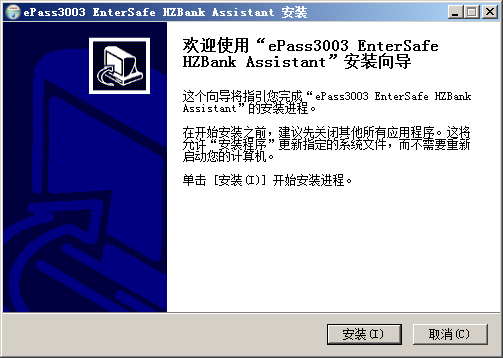 ePass3003 EnterSafe HZBank Assistant 安装
欢迎使用“ePass3003 EnterSafe
HZBank Assistant”安装向导
这个向导将指引您完成“ePass3003 EnterSafe HZBank
Assistant”的安装进程。
在开始安装之前，建议先关闭其他所有应用程序。这将
允许“安装程序”更新指定的系统文件，而不需要重新
启动您的计算机。
单击 [安装(I)] 开始安装进程。
安装(I)
取消(C)